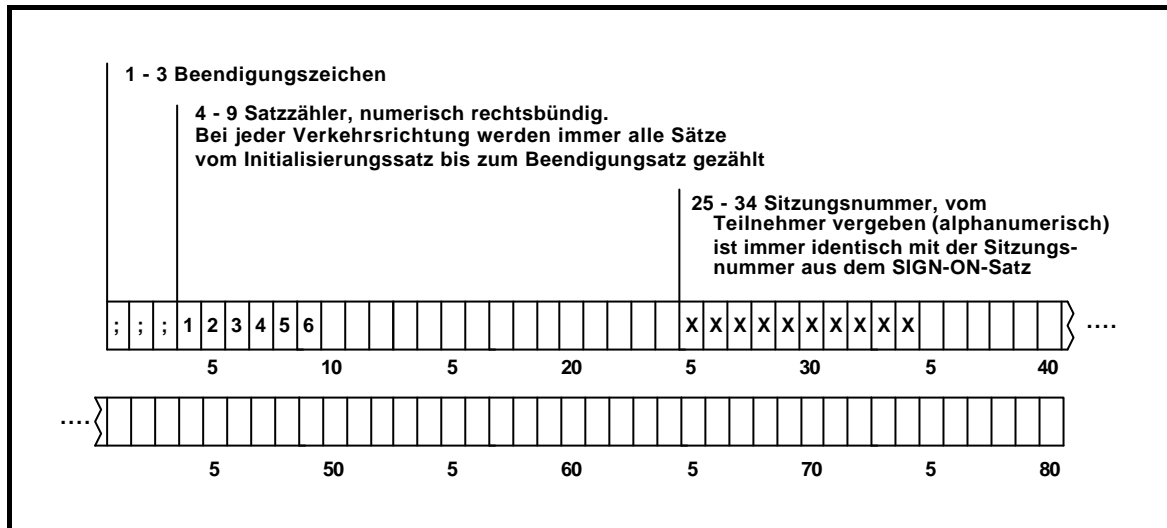 1 - 3 Beendigungszeichen
4 - 9 Satzzähler, numerisch rechtsbündig.
Bei jeder Verkehrsrichtung werden immer alle Sätze
vom Initialisierungssatz bis zum Beendigungsatz gezählt
25 - 34 Sitzungsnummer, vom
Teilnehmer vergeben (alphanumerisch)
ist immer identisch mit der Sitzungs-
nummer aus dem SIGN-ON-Satz
; ; ; 1 2 3 4 5 6 X X X X X X X X X X ....
5 10 5 20 5 30 5 40
....
5 50 5 60 5 70 5 80